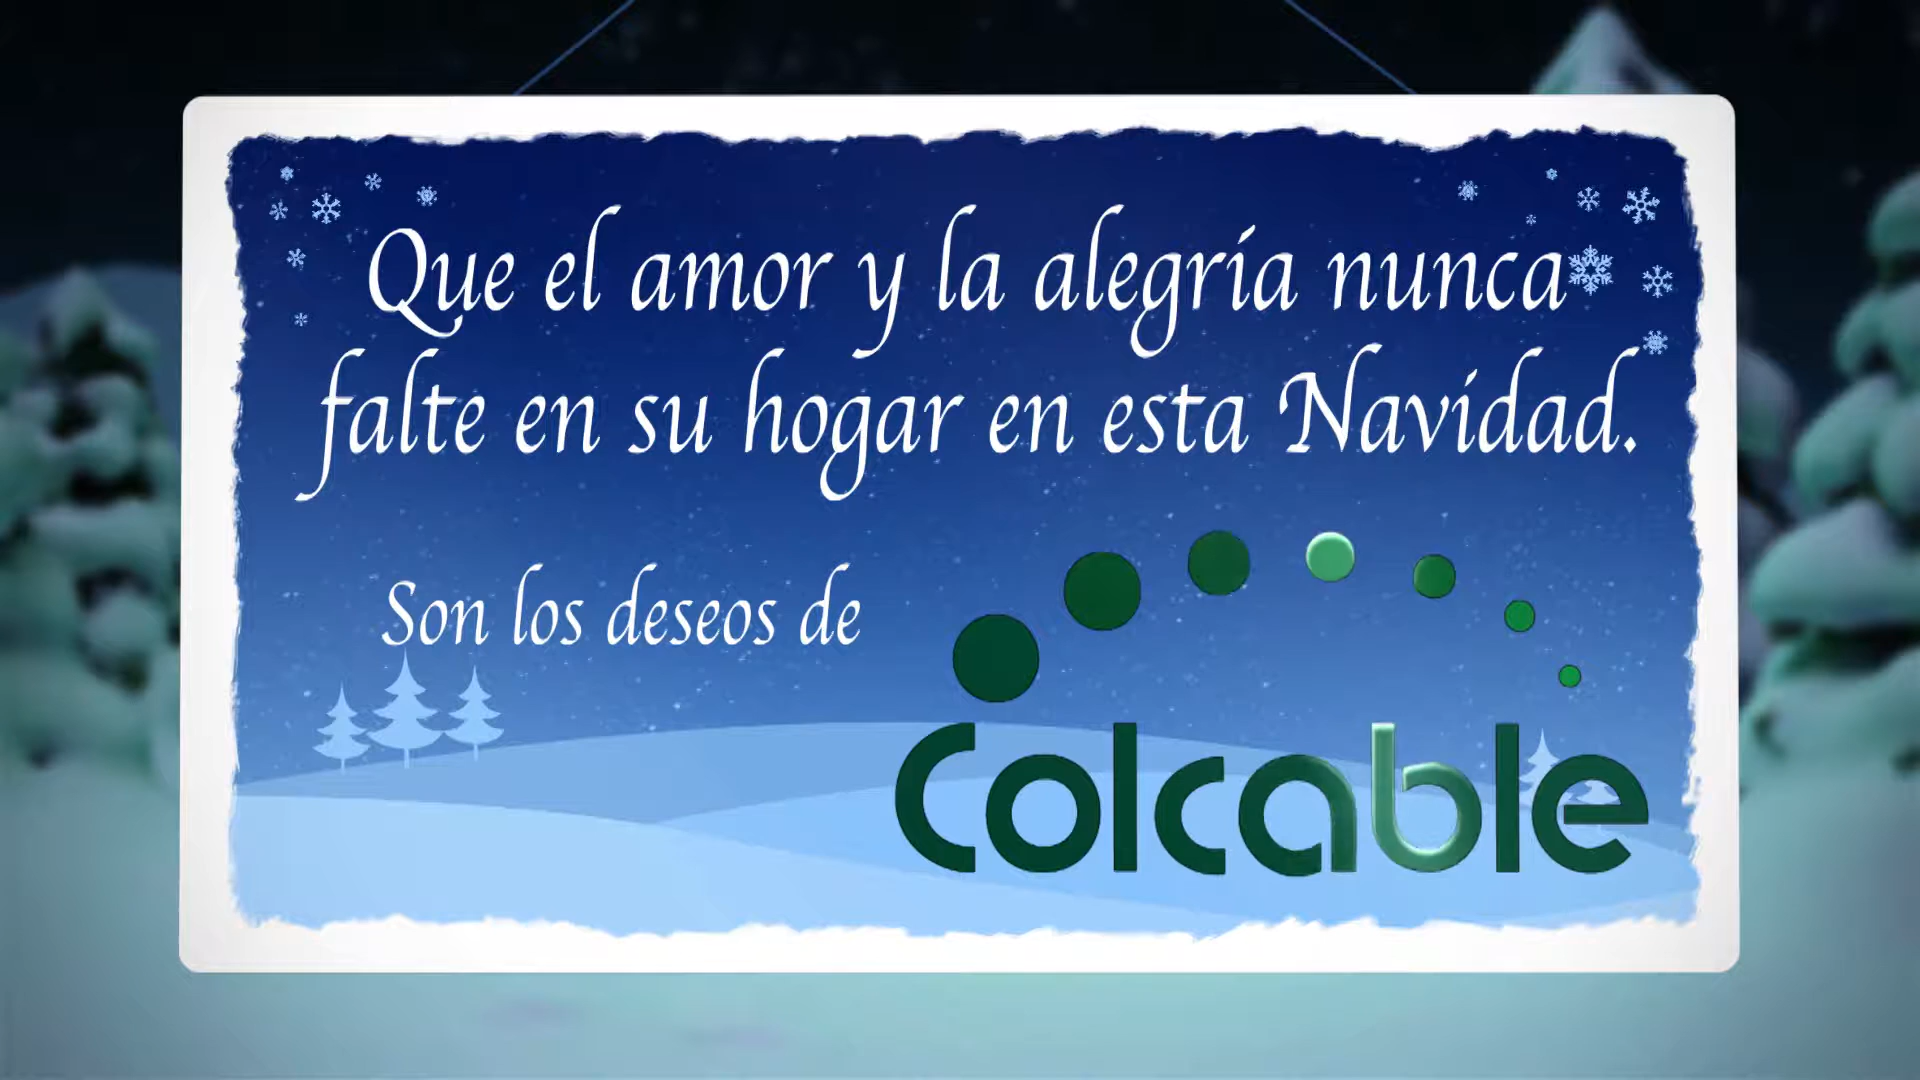 Que el amor y la alegría nunca
falte en su hogar en esta Navidad.
Son los deseos de
Colcable